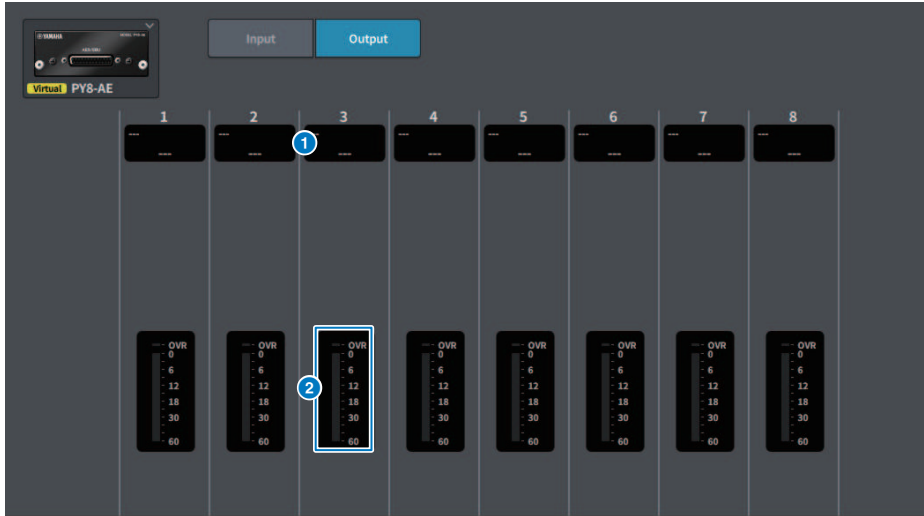 YAMAHA
Input
Output
Virtual PY8-AE
1 2 3 4 5 6 7 8
--- --- --- --- --- --- ---
1
--- --- --- --- --- --- --- ---
OVR OVR OVR OVR OVR OVR OVR OVR
0 0 0 0 0 0 0 0
6 6 6 6 6 6 6 6
12 12 12 12 12 12 12 12
2
18 18 18 18 18 18 18 18
30 30 30 30 30 30 30 30
60 60 60 60 60 60 60 60